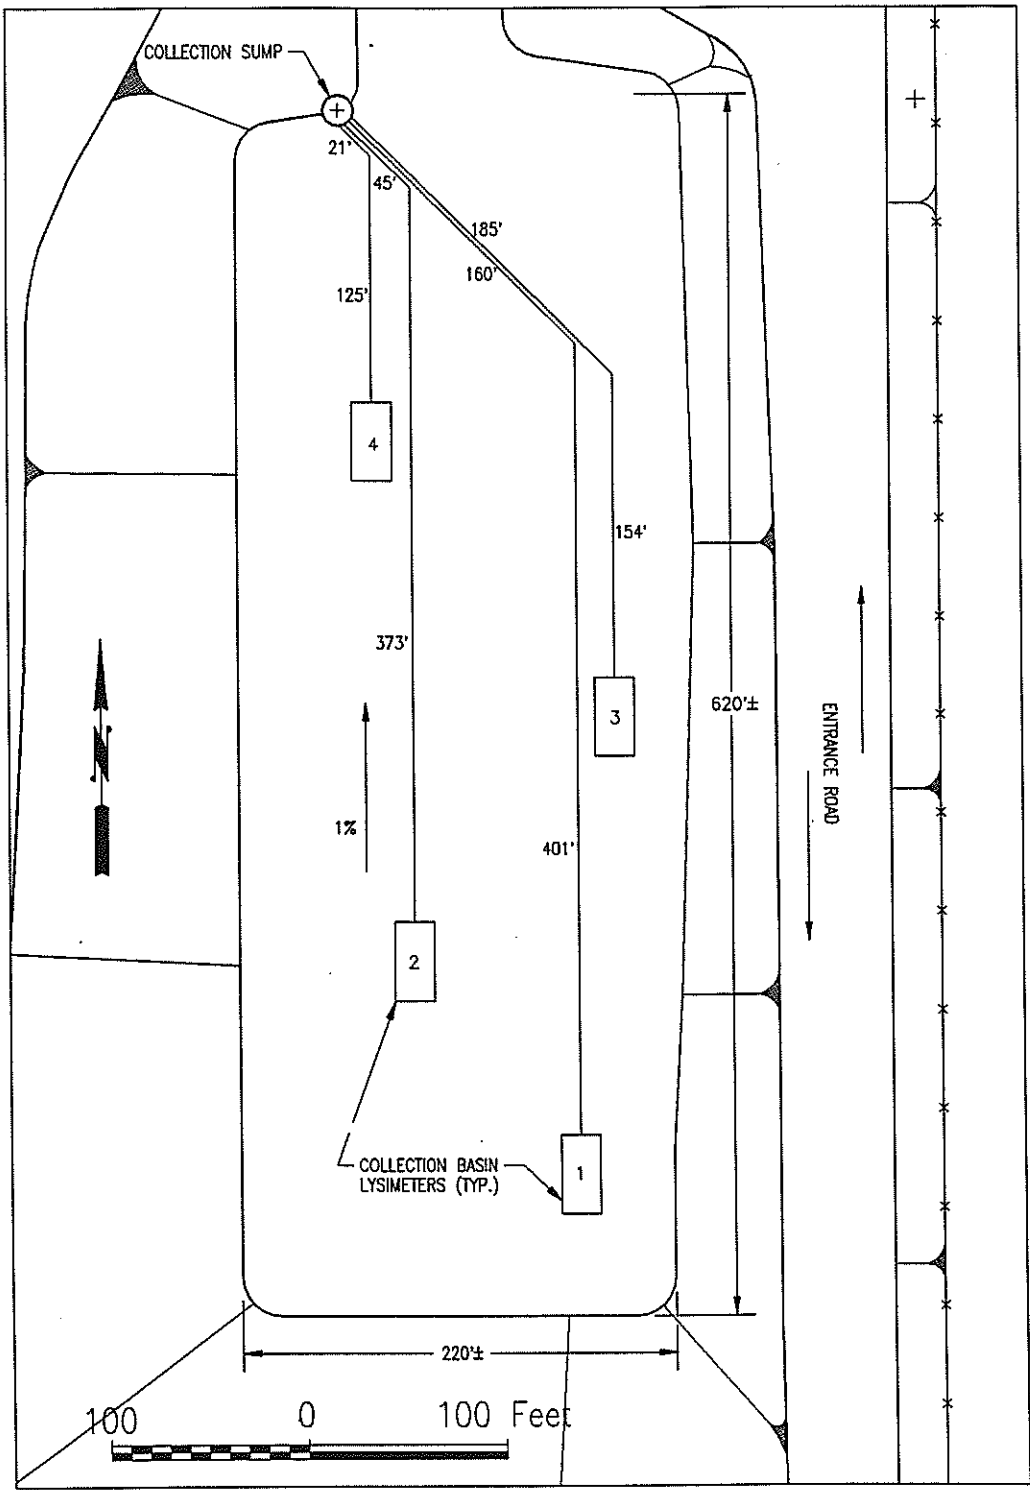 COLLECTION SUMP
21'
45'
185'
160'
125'
4
154'
373'
3
620'±
ENTRANCE ROAD
1%
401'
N
2
COLLECTION BASIN
LYSIMETERS (TYP.)
1
220'±
100 0 100 Feet